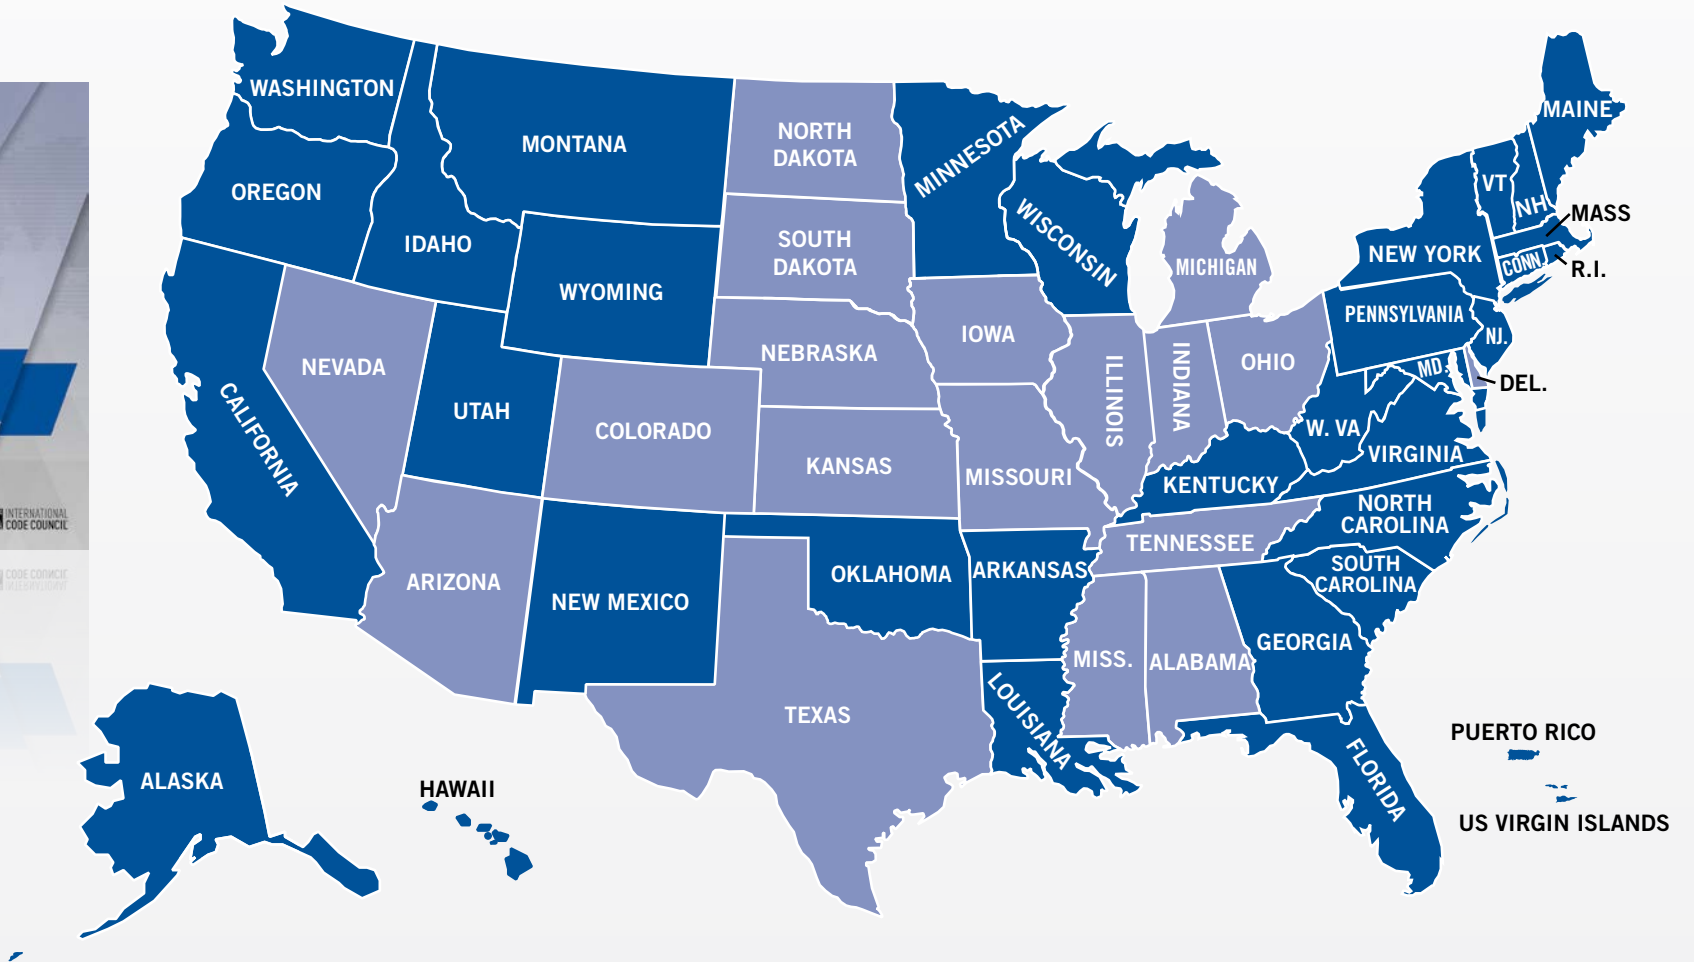 WASHINGTON
OREGON
IDAHO
MONTANA
WYOMING
NORTH
DAKOTA
SOUTH
DAKOTA
MINNESOTA
WISCONSIN
MICHIGAN
MAINE
VT
NH
MASS
NEW YORK
CONN.
R.I.
PENNSYLVANIA
NJ.
MD.
DEL.
NEVADA
UTAH
CALIFORNIA
COLORADO
NEBRASKA
IOWA
KANSAS
MISSOURI
ILLINOIS
INDIANA
OHIO
W. VA
VIRGINIA
KENTUCKY
NORTH
CAROLINA
TENNESSEE
SOUTH
CAROLINA
ARIZONA
NEW MEXICO
OKLAHOMA
ARKANSAS
TEXAS
LOUISIANA
MISS.
ALABAMA
GEORGIA
FLORIDA
ALASKA
HAWAII
PUERTO RICO
US VIRGIN ISLANDS
INTERNATIONAL
CODE COUNCIL